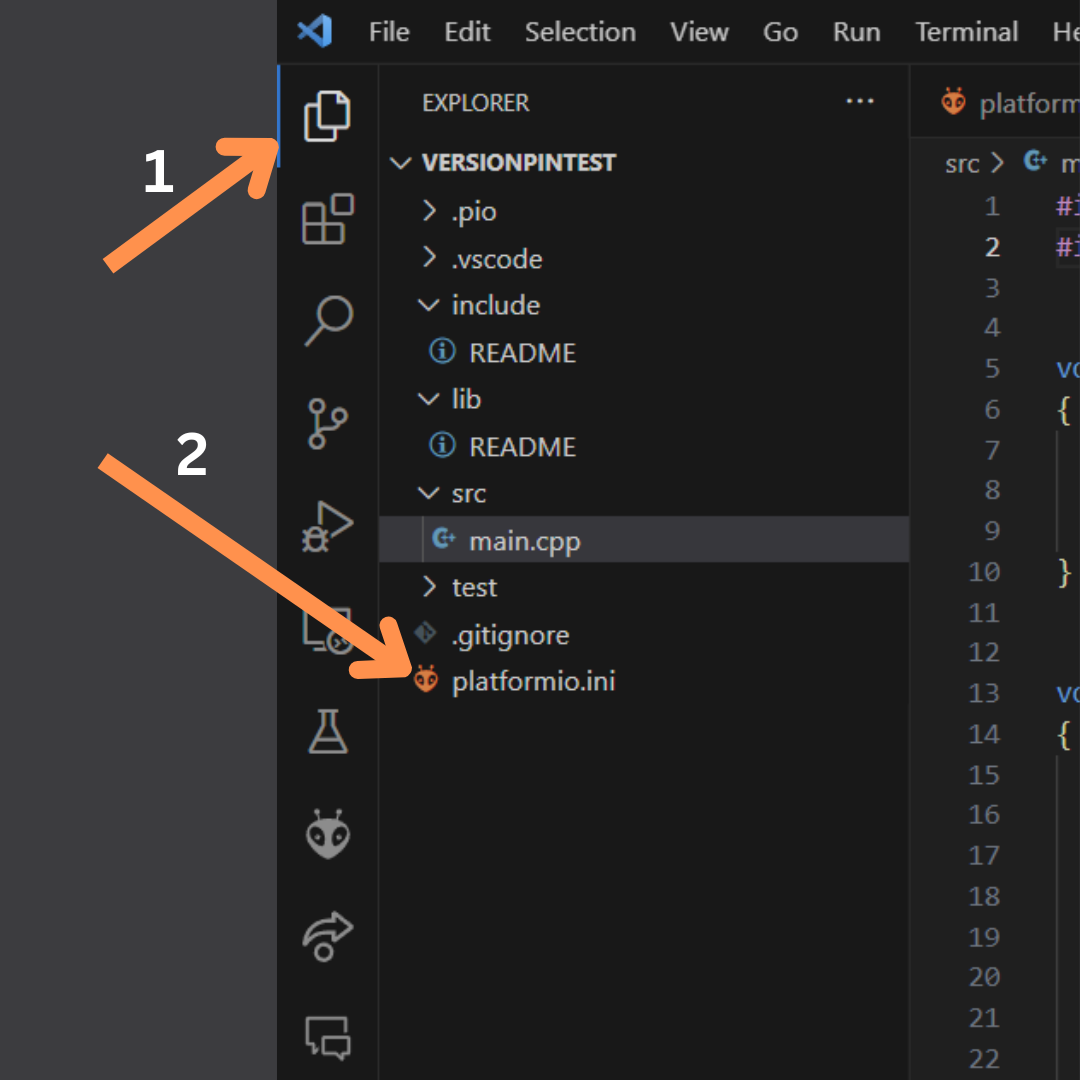 File Edit Selection View Go Run Terminal He
1
EXPLORER ...
platform
VERSIONPINTEST
src > m
.pio
1 #i
.vscode
2 #i
include
3
README
4
lib
5 vo
README
6 {
2
7
src
8
main.cpp
9
test
10 }
.gitignore
11
platformio.ini
12
13 vo
14 {
15
16
17
18
19
20
21
22